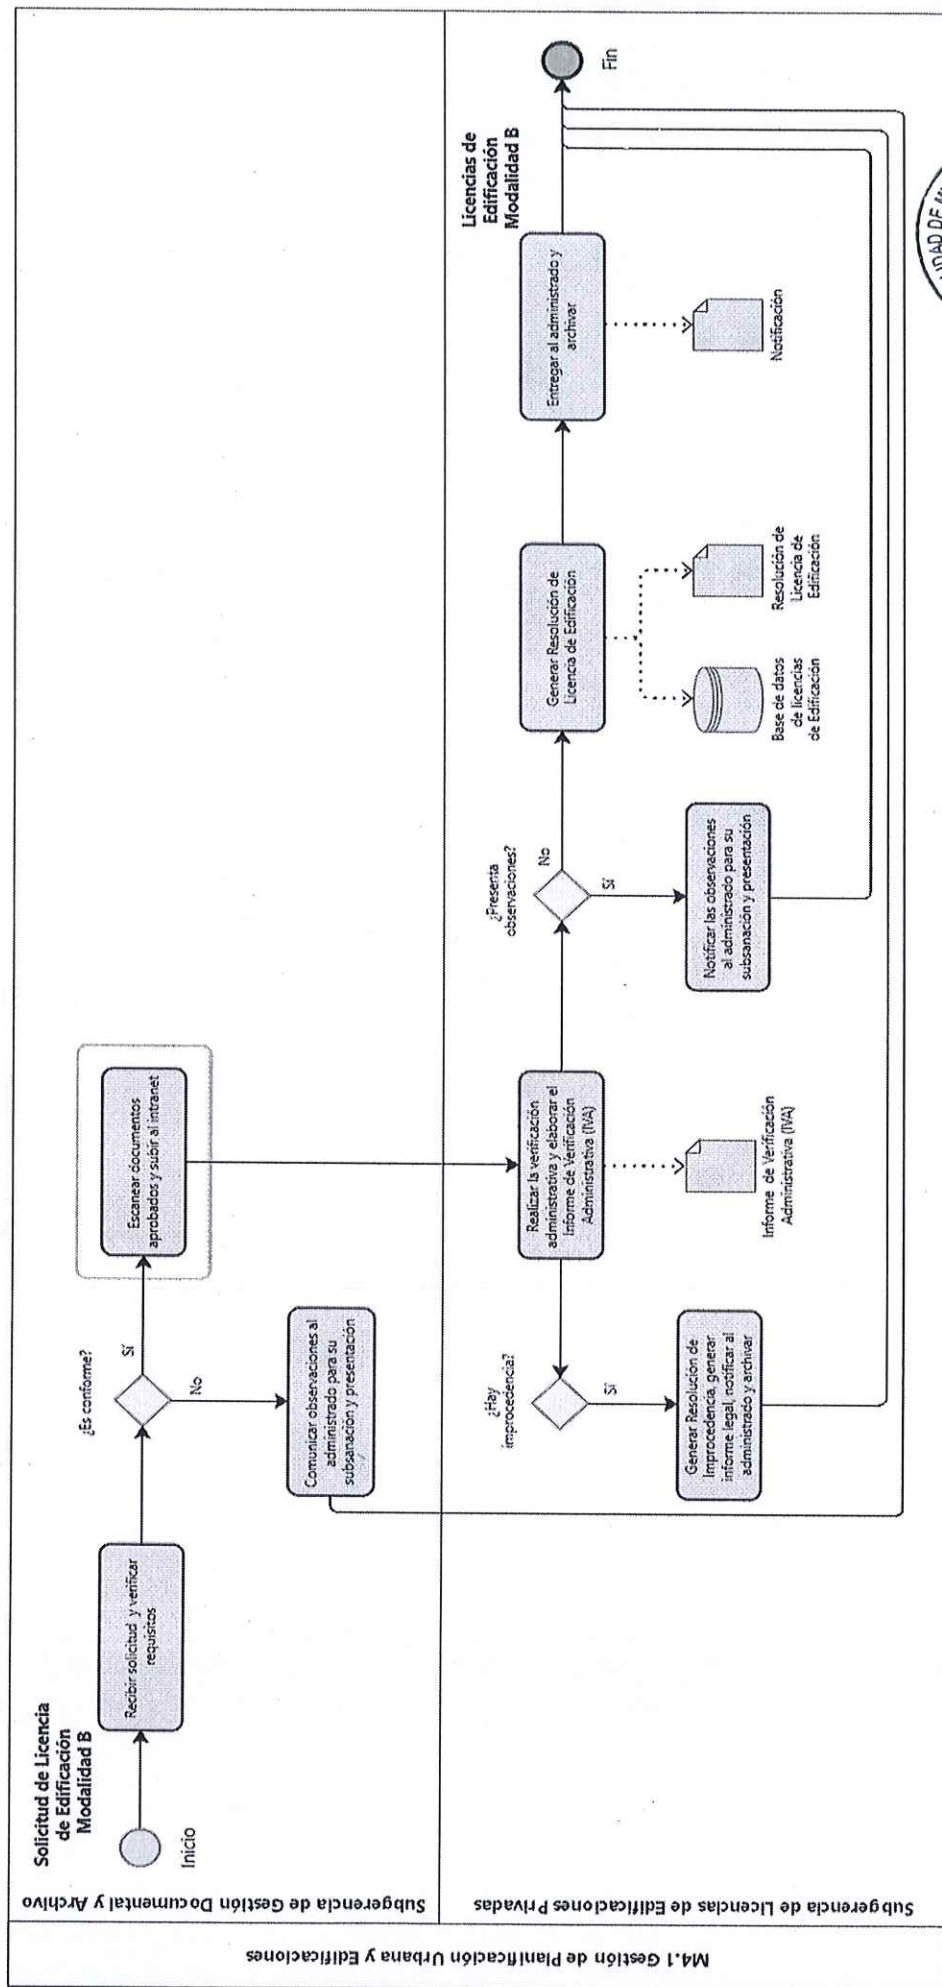 M4.1 Gestión de Planificación Urbana y Edificaciones
Subgerencia de Gestión Documental y Archivo
Solicitud de Licencia
de Edificación
Modalidad B
Inicio
Recibir solicitud y verificar
requisitos
¿Es conforme?
Sí
No
Escanear documentos
aprobados y subir al intranet
Comunicar observaciones al
administrado para su
subsanación y presentación
Subgerencia de Licencias de Edificaciones Privadas
¿Hay
improcedencia?
Sí
Generar Resolución de
Improcedencia, generar
informe legal, notificar al
administrado y archivar
Realizar la verificación
administrativa y elaborar el
Informe de Verificación
Administrativa (IVA)
Informe de Verificación
Administrativa (IVA)
¿Presenta
observaciones?
No
Sí
Notificar las observaciones
al administrado para su
subsanación y presentación
Generar Resolución de
Licencia de Edificación
Base de datos
de licencias
de Edificación
Resolución de
Licencia de
Edificación
Entregar al administrado y
archivar
Notificación
Licencias de
Edificación
Modalidad B
Fin